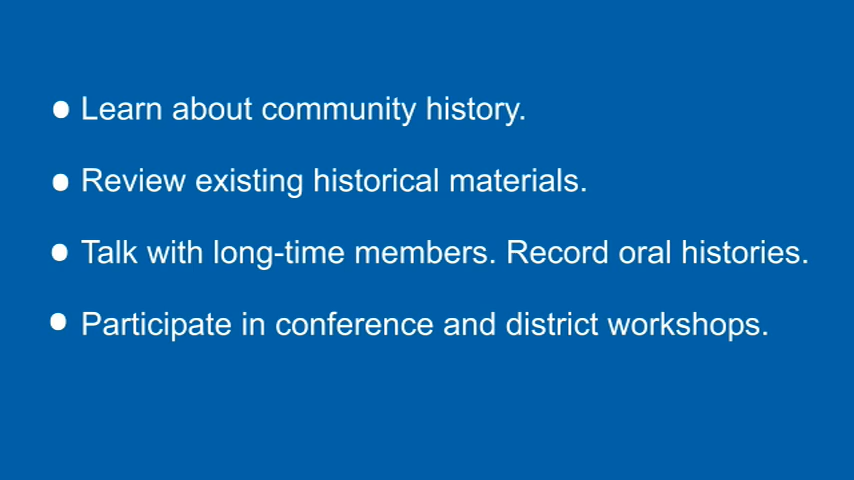 • Learn about community history.
• Review existing historical materials.
• Talk with long-time members. Record oral histories.
• Participate in conference and district workshops.